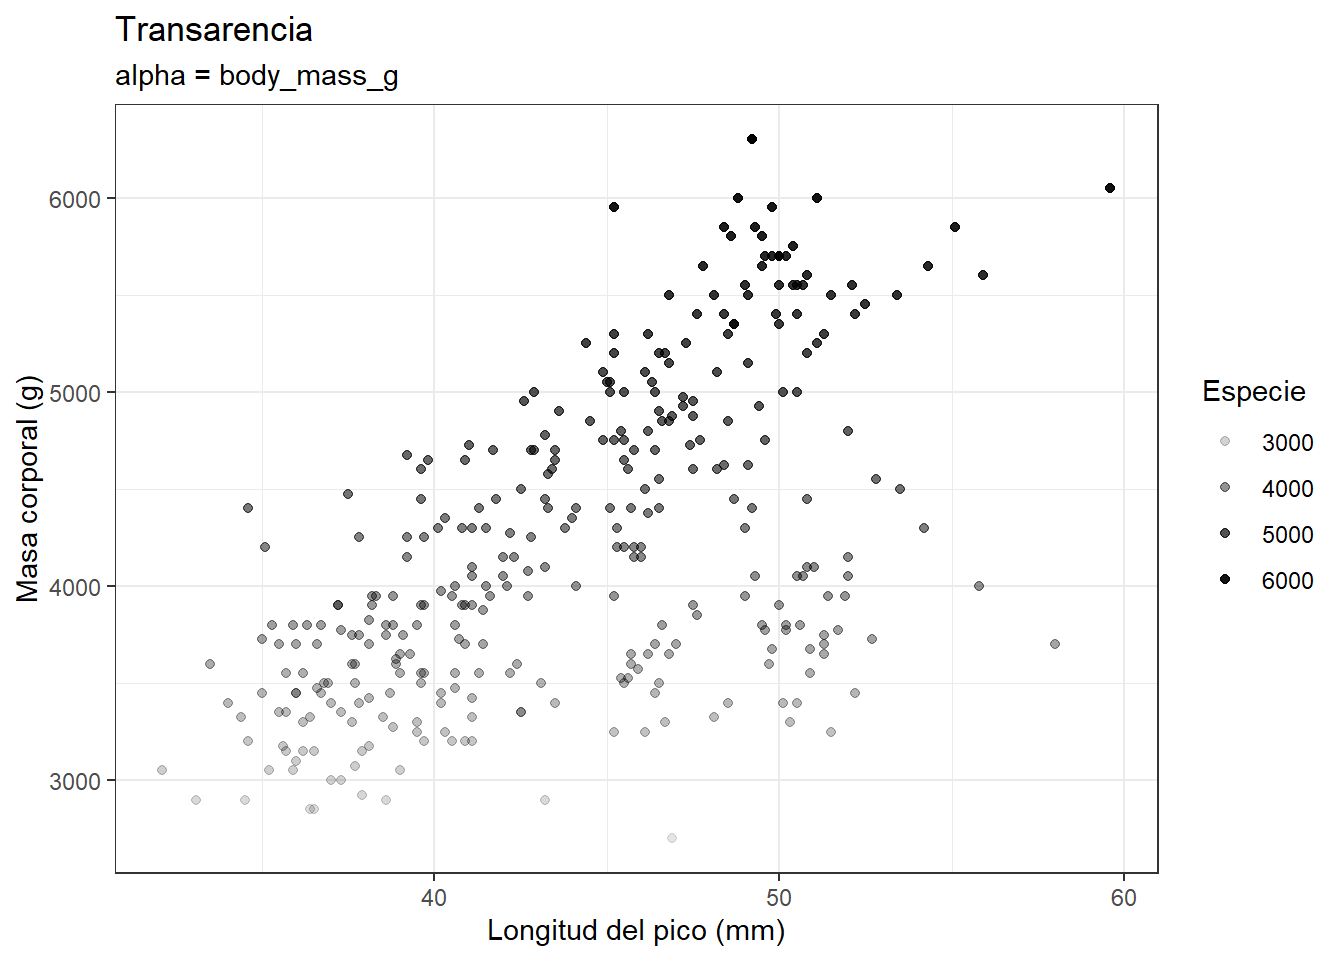 Transarencia
alpha = body_mass_g
6000
5000
4000
3000
Masa corporal (g)
40
50
60
Longitud del pico (mm)
Especie
3000
4000
5000
6000